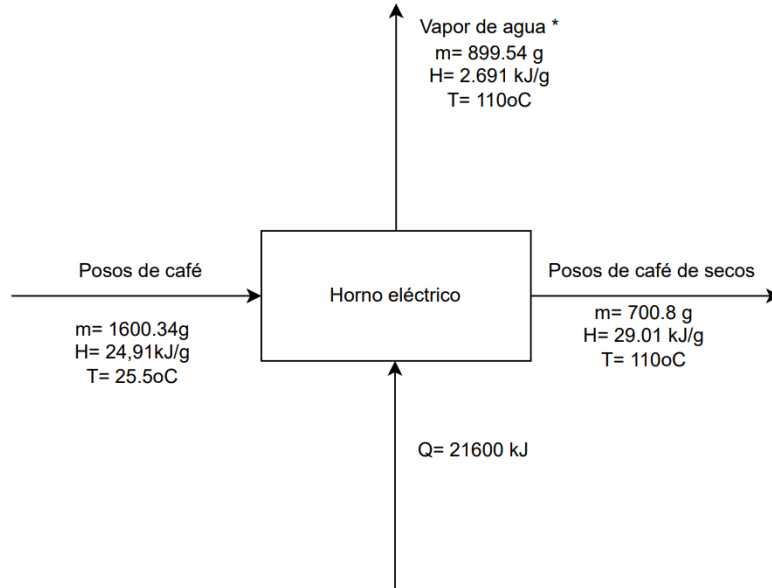 Vapor de agua *
m= 899.54 g
H= 2.691 kJ/g
T= 110oC
Posos de café
m= 1600.34g
H= 24,91kJ/g
T= 25.5oC
Horno eléctrico
Posos de café de secos
m= 700.8 g
H= 29.01 kJ/g
T= 110oC
Q= 21600 kJ